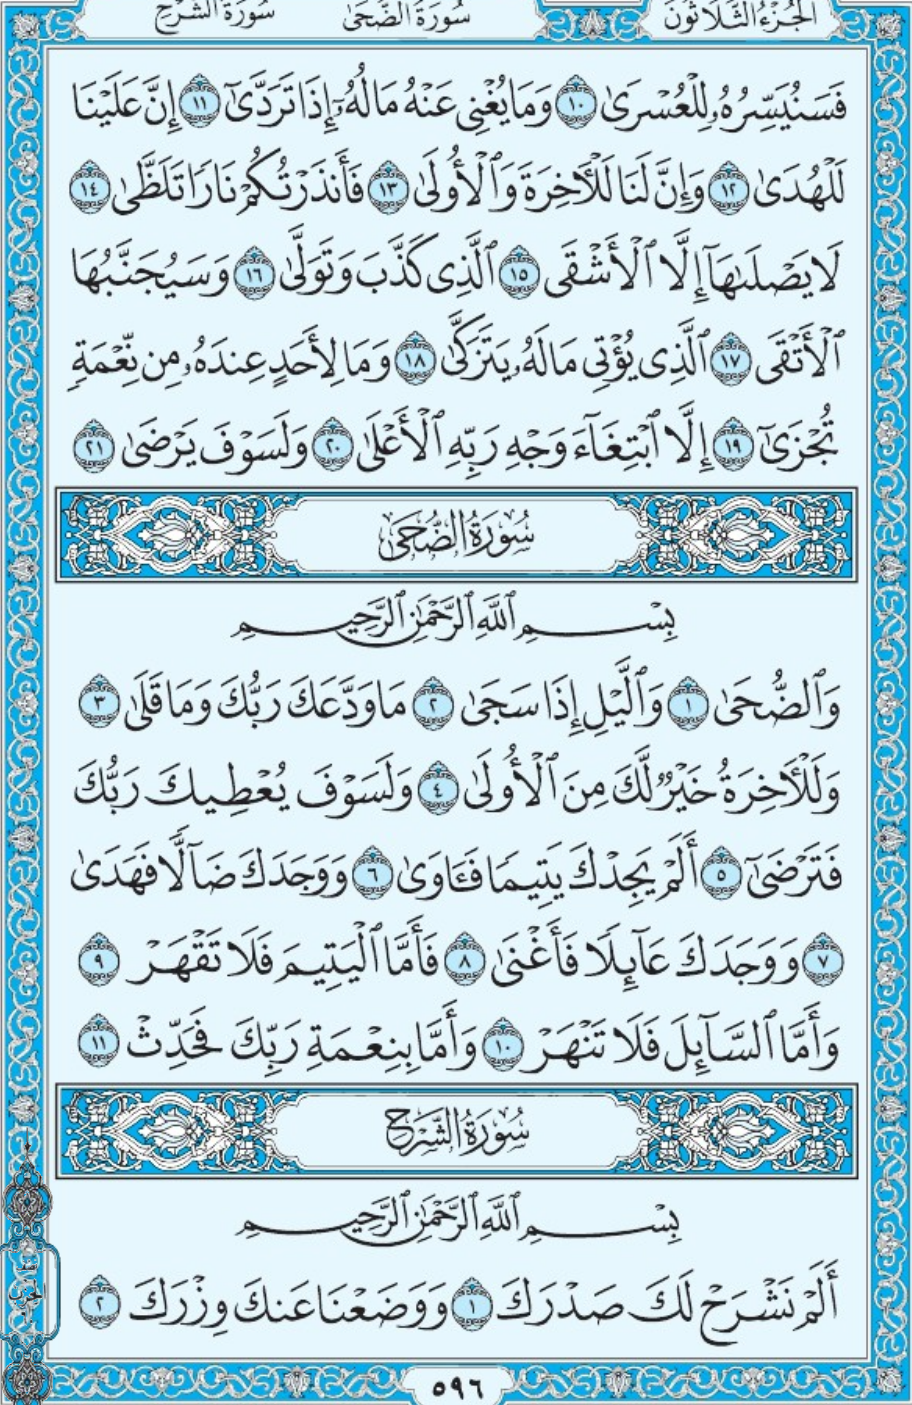 الجُزْءُ الثَّلَاثُونَ سُورَةُ الضُّحَى سُورَةُ الشَّرْحِ
فَسَنُيَسِّرُهُۥ لِلْعُسْرَىٰ ١٠ وَمَا يُغْنِى عَنْهُ مَالُهُۥٓ إِذَا تَرَدَّىٰٓ ١١ إِنَّ عَلَيْنَا
لَلْهُدَىٰ ١٢ وَإِنَّ لَنَا لَلْـَٔاخِرَةَ وَٱلْأُولَىٰ ١٣ فَأَنذَرْتُكُمْ نَارًا تَلَظَّىٰ ١٤
لَا يَصْلَىٰهَآ إِلَّا ٱلْأَشْقَى ١٥ ٱلَّذِى كَذَّبَ وَتَوَلَّىٰ ١٦ وَسَيُجَنَّبُهَا
ٱلْأَتْقَى ١٧ ٱلَّذِى يُؤْتِى مَالَهُۥ يَتَزَكَّىٰ ١٨ وَمَا لِأَحَدٍ عِندَهُۥ مِن نِّعْمَةٍ
تُجْزَىٰٓ ١٩ إِلَّا ٱبْتِغَآءَ وَجْهِ رَبِّهِ ٱلْأَعْلَىٰ ٢٠ وَلَسَوْفَ يَرْضَىٰ ٢١
سُورَةُ الضُّحَى
بِسْمِ ٱللَّهِ ٱلرَّحْمَٰنِ ٱلرَّحِيمِ
وَٱلضُّحَىٰ ١ وَٱلَّيْلِ إِذَا سَجَىٰ ٢ مَا وَدَّعَكَ رَبُّكَ وَمَا قَلَىٰ ٣
وَلَلْـَٔاخِرَةُ خَيْرٌ لَّكَ مِنَ ٱلْأُولَىٰ ٤ وَلَسَوْفَ يُعْطِيكَ رَبُّكَ
فَتَرْضَىٰٓ ٥ أَلَمْ يَجِدْكَ يَتِيمًا فَـَٔاوَىٰ ٦ وَوَجَدَكَ ضَآلًّا فَهَدَىٰ
٧ وَوَجَدَكَ عَآئِلًا فَأَغْنَىٰ ٨ فَأَمَّا ٱلْيَتِيمَ فَلَا تَقْهَرْ ٩
وَأَمَّا ٱلسَّآئِلَ فَلَا تَنْهَرْ ١٠ وَأَمَّا بِنِعْمَةِ رَبِّكَ فَحَدِّثْ ١١
سُورَةُ الشَّرْحِ
بِسْمِ ٱللَّهِ ٱلرَّحْمَٰنِ ٱلرَّحِيمِ
أَلَمْ نَشْرَحْ لَكَ صَدْرَكَ ١ وَوَضَعْنَا عَنكَ وِزْرَكَ ٢
٥٩٦